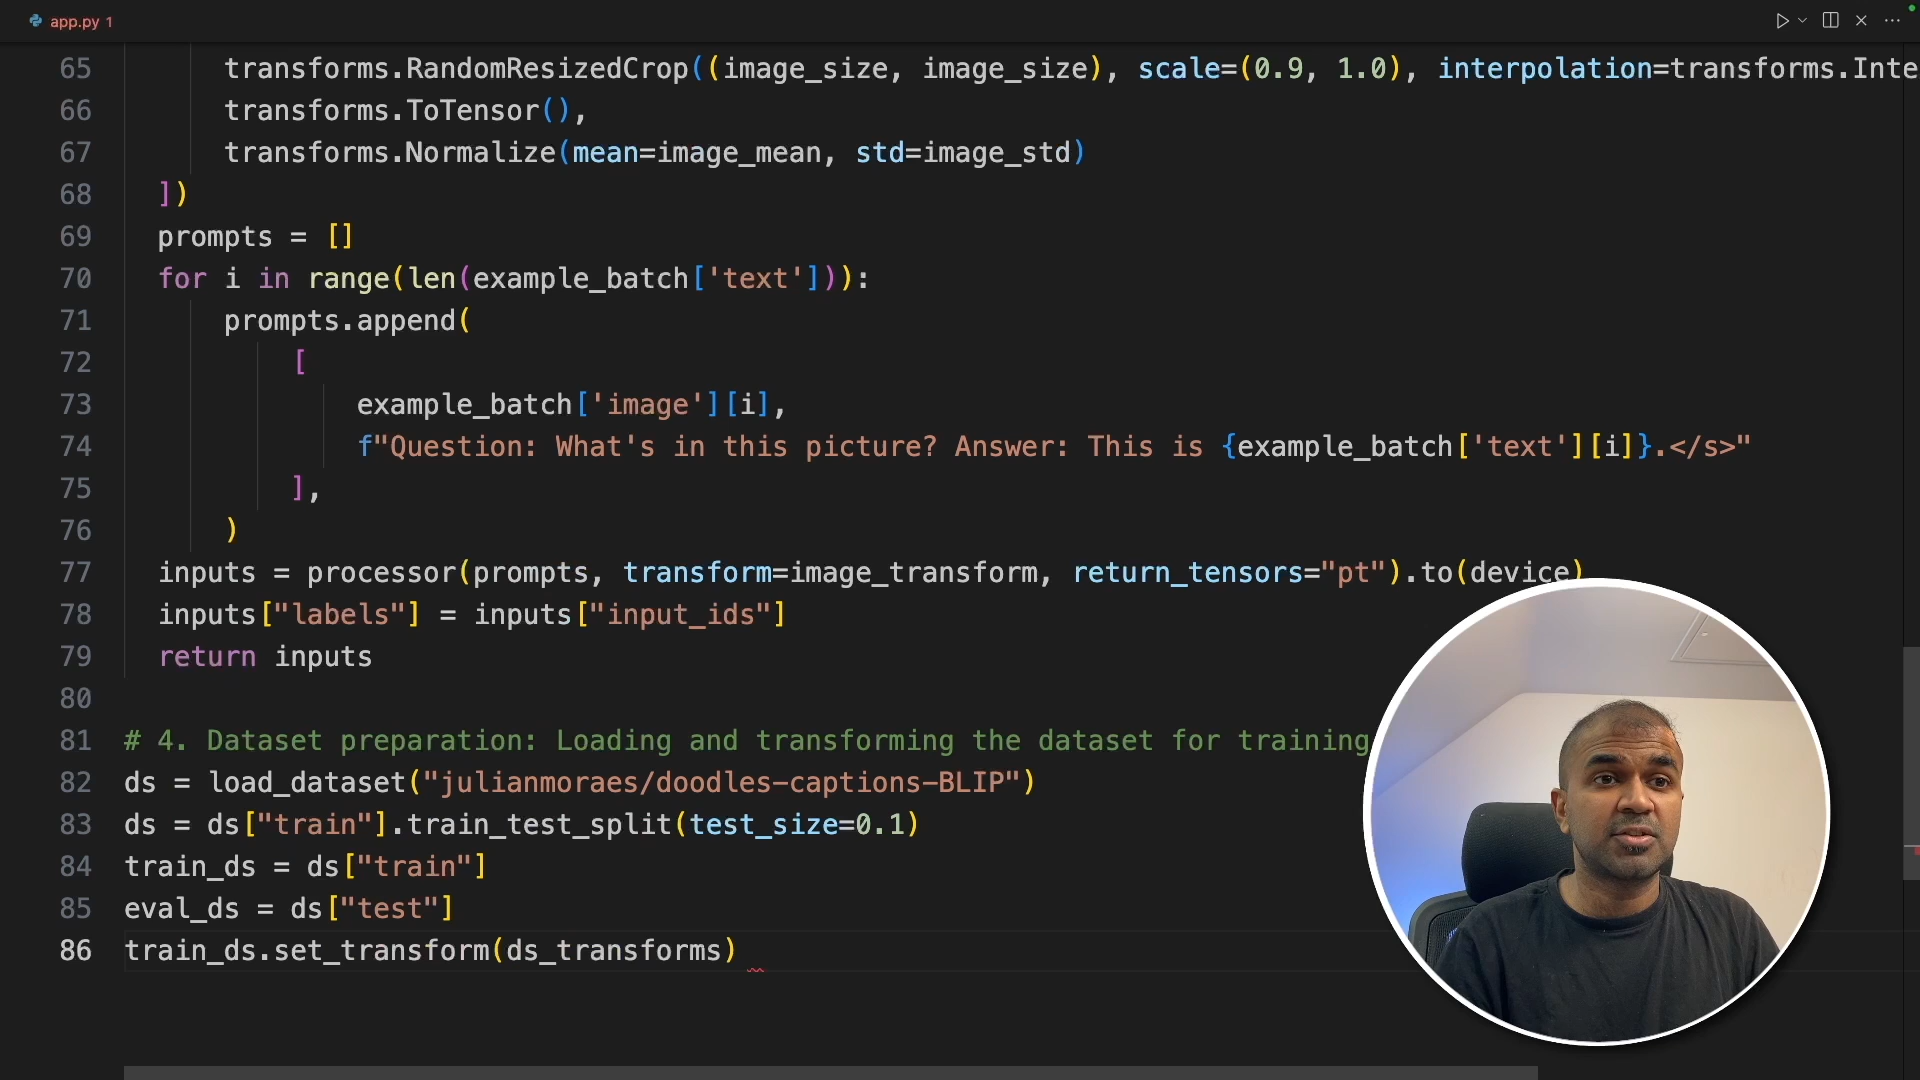 app.py 1
65 transforms.RandomResizedCrop((image_size, image_size), scale=(0.9, 1.0), interpolation=transforms.Inte
66 transforms.ToTensor(),
67 transforms.Normalize(mean=image_mean, std=image_std)
68 ])
69 prompts = []
70 for i in range(len(example_batch['text'])):
71 prompts.append(
72 [
73 example_batch['image'][i],
74 f"Question: What's in this picture? Answer: This is {example_batch['text'][i]}.</s>"
75 ],
76 )
77 inputs = processor(prompts, transform=image_transform, return_tensors="pt").to(device)
78 inputs["labels"] = inputs["input_ids"]
79 return inputs
80
81 # 4. Dataset preparation: Loading and transforming the dataset for training
82 ds = load_dataset("julianmoraes/doodles-captions-BLIP")
83 ds = ds["train"].train_test_split(test_size=0.1)
84 train_ds = ds["train"]
85 eval_ds = ds["test"]
86 train_ds.set_transform(ds_transforms)